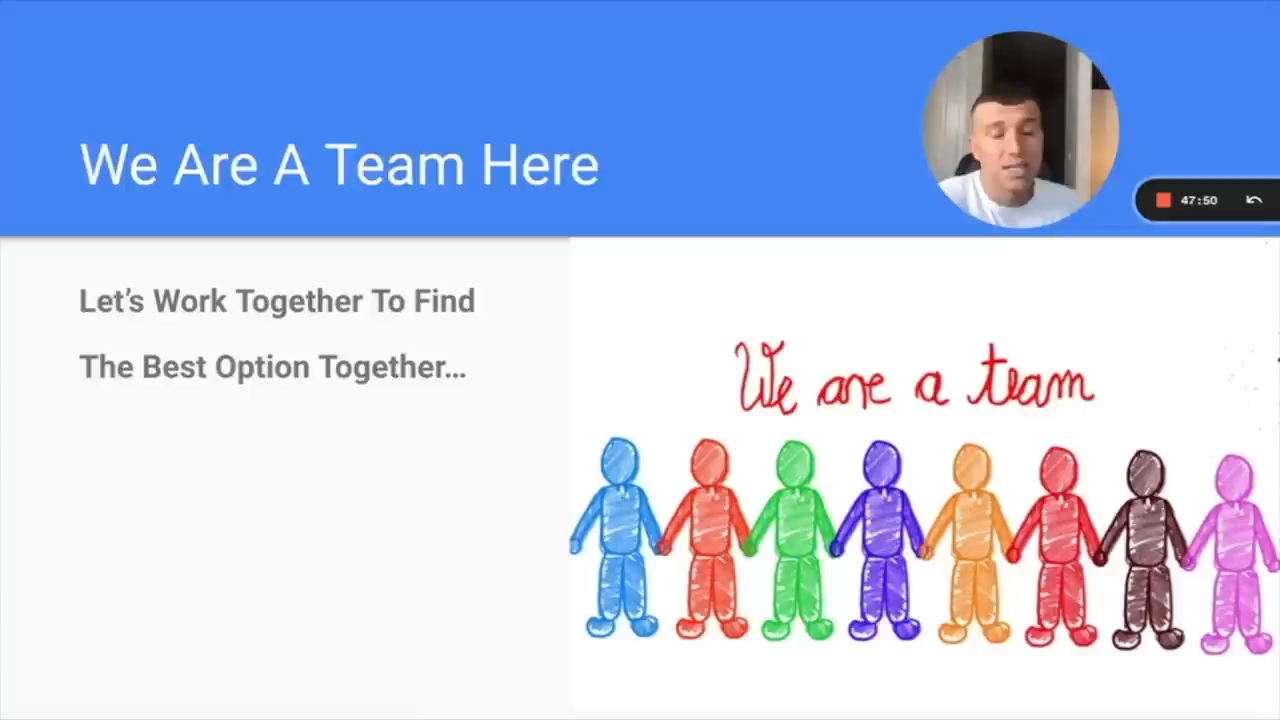 We Are A Team Here
47:50
Let's Work Together To Find
The Best Option Together...
We are a team